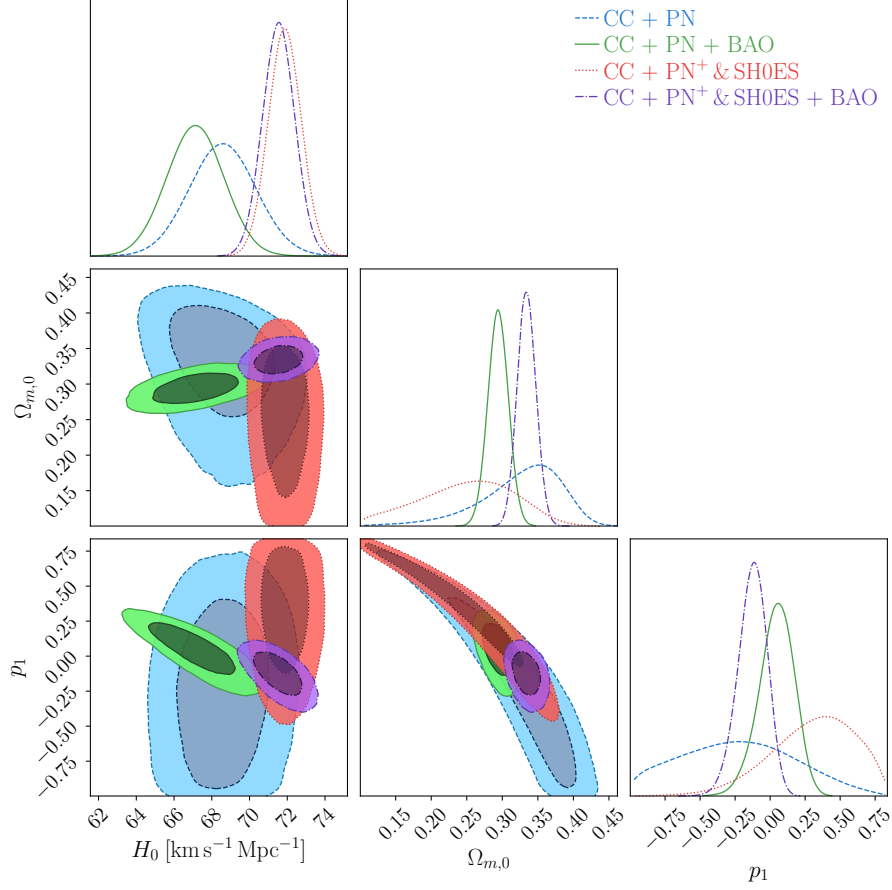 CC + PN
CC + PN + BAO
CC + PN⁺ & SH0ES
CC + PN⁺ & SH0ES + BAO
0.45
0.40
0.35
0.30
0.25
0.20
0.15
Ω_{m,0}
0.75
0.50
0.25
0.00
−0.25
−0.50
−0.75
p₁
62 64 66 68 70 72 74
H₀ [km s⁻¹ Mpc⁻¹]
0.15 0.20 0.25 0.30 0.35 0.40 0.45
Ω_{m,0}
−0.75 −0.50 −0.25 0.00 0.25 0.50 0.75
p₁